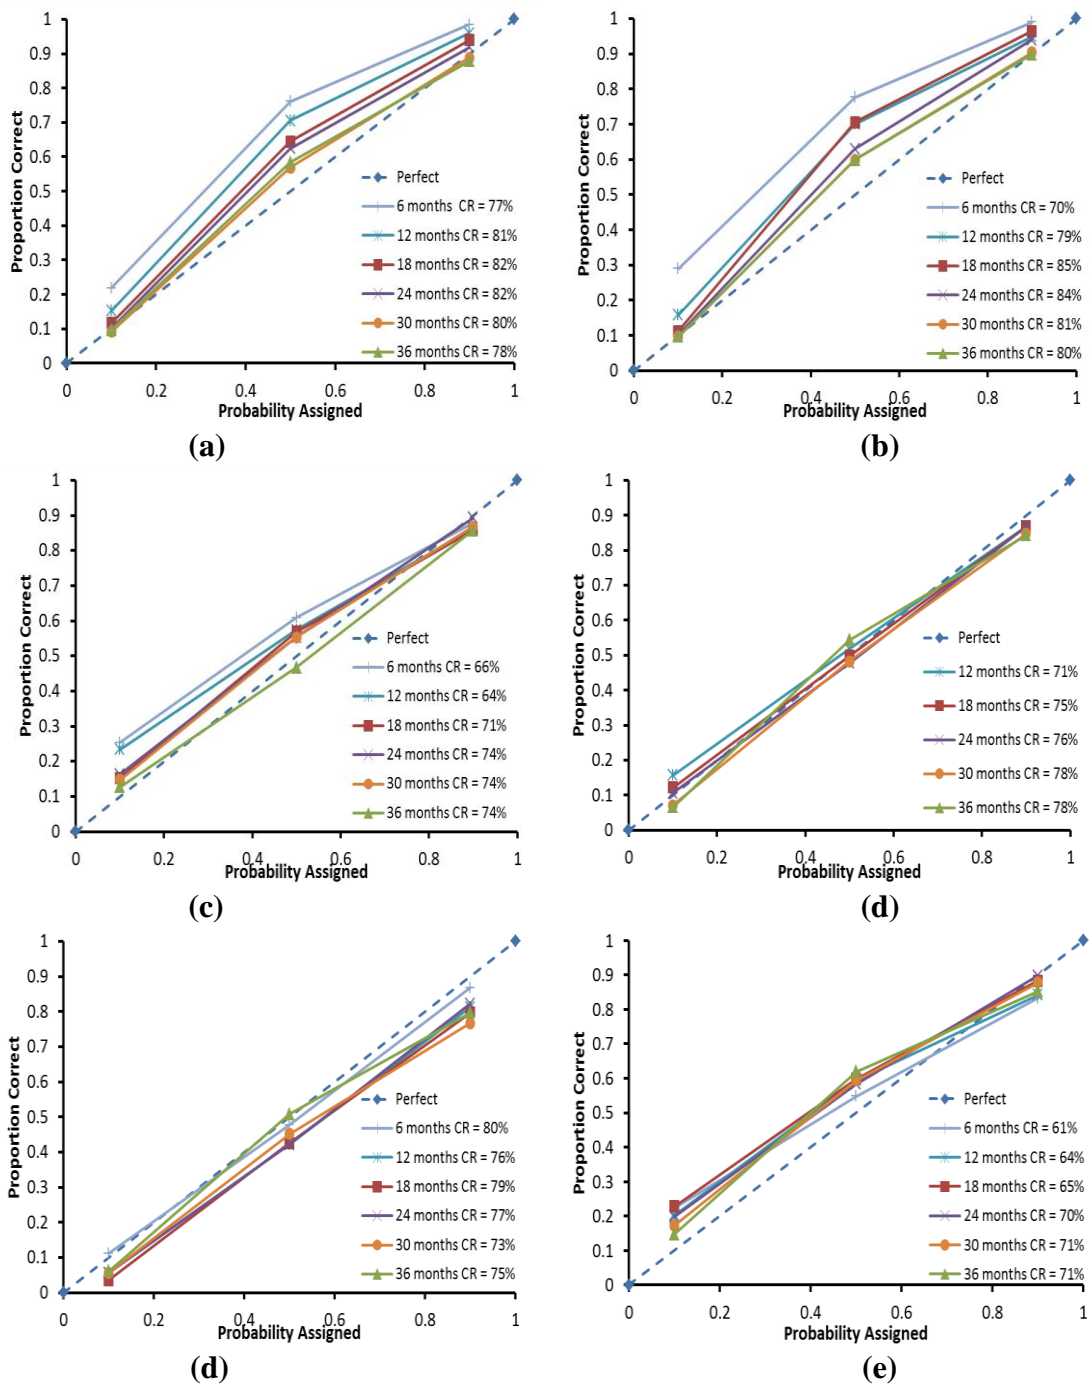 1
0.9
0.8
0.7
0.6
0.5
0.4
0.3
0.2
0.1
0
Proportion Correct
Perfect
6 months  CR = 77%
12 months CR = 81%
18 months CR = 82%
24 months CR = 82%
30 months CR = 80%
36 months CR = 78%
0 0.2 0.4 0.6 0.8 1
Probability Assigned
(a)
1
0.9
0.8
0.7
0.6
0.5
0.4
0.3
0.2
0.1
0
Proportion Correct
Perfect
6 months CR = 70%
12 months CR = 79%
18 months CR = 85%
24 months CR = 84%
30 months CR = 81%
36 months CR = 80%
0 0.2 0.4 0.6 0.8 1
Probability Assigned
(b)
1
0.9
0.8
0.7
0.6
0.5
0.4
0.3
0.2
0.1
0
Proportion Correct
Perfect
6 months CR = 66%
12 months CR = 64%
18 months CR = 71%
24 months CR = 74%
30 months CR = 74%
36 months CR = 74%
0 0.2 0.4 0.6 0.8 1
Probability Assigned
(c)
1
0.9
0.8
0.7
0.6
0.5
0.4
0.3
0.2
0.1
0
Proportion Correct
Perfect
12 months CR = 71%
18 months CR = 75%
24 months CR = 76%
30 months CR = 78%
36 months CR = 78%
0 0.2 0.4 0.6 0.8 1
Probability Assigned
(d)
1
0.9
0.8
0.7
0.6
0.5
0.4
0.3
0.2
0.1
0
Proportion Correct
Perfect
6 months CR = 80%
12 months CR = 76%
18 months CR = 79%
24 months CR = 77%
30 months CR = 73%
36 months CR = 75%
0 0.2 0.4 0.6 0.8 1
Probability Assigned
(d)
1
0.9
0.8
0.7
0.6
0.5
0.4
0.3
0.2
0.1
0
Proportion Correct
Perfect
6 months CR = 61%
12 months CR = 64%
18 months CR = 65%
24 months CR = 70%
30 months CR = 71%
36 months CR = 71%
0 0.2 0.4 0.6 0.8 1
Probability Assigned
(e)